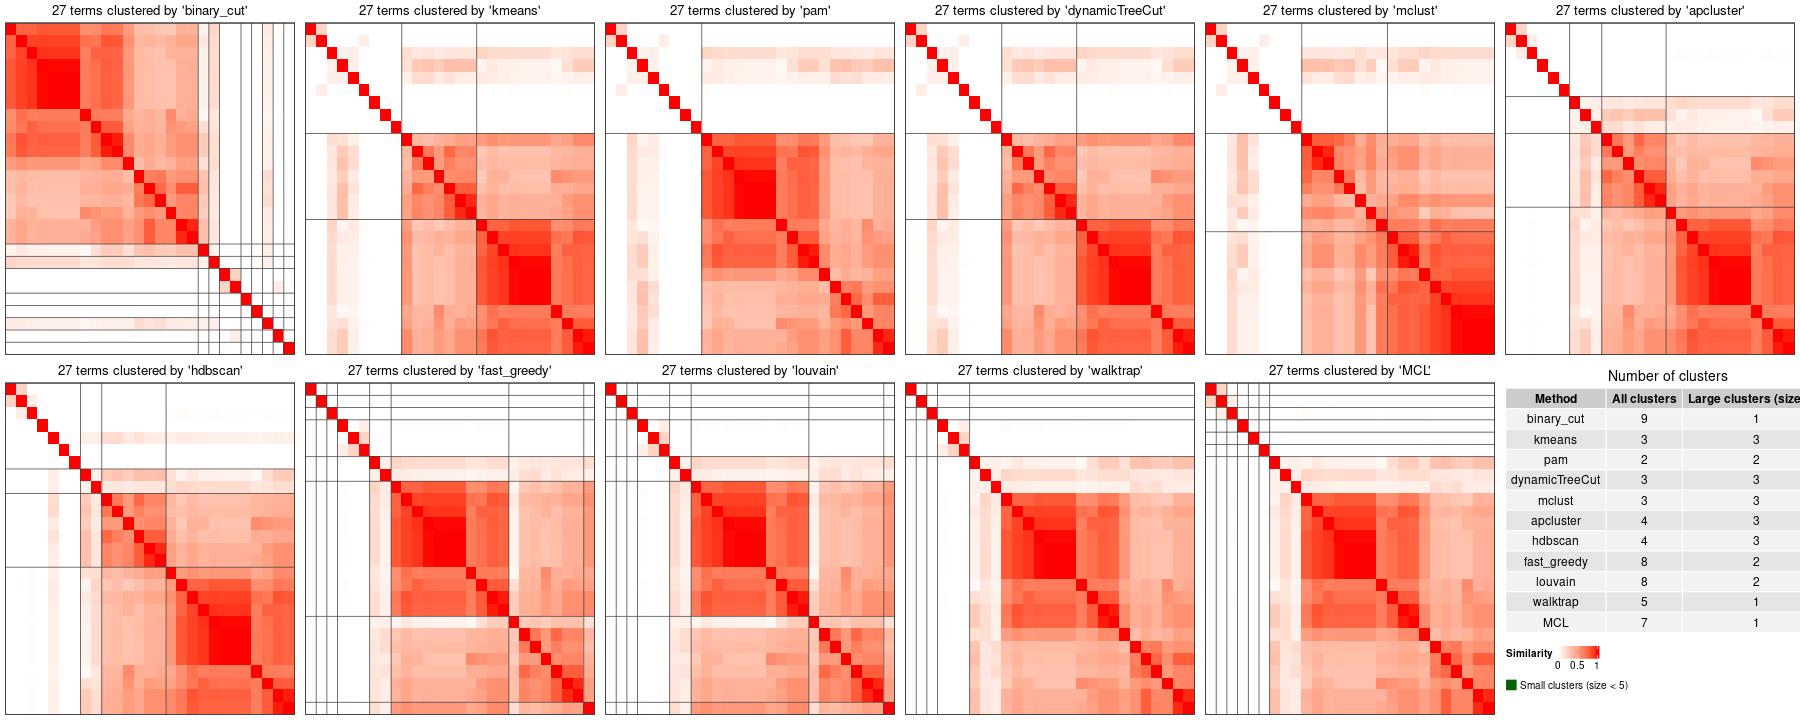 27 terms clustered by 'binary_cut'
27 terms clustered by 'kmeans'
27 terms clustered by 'pam'
27 terms clustered by 'dynamicTreeCut'
27 terms clustered by 'mclust'
27 terms clustered by 'apcluster'
27 terms clustered by 'hdbscan'
27 terms clustered by 'fast_greedy'
27 terms clustered by 'louvain'
27 terms clustered by 'walktrap'
27 terms clustered by 'MCL'
Number of clusters
Method All clusters Large clusters (size
binary_cut 9 1
kmeans 3 3
pam 2 2
dynamicTreeCut 3 3
mclust 3 3
apcluster 4 3
hdbscan 4 3
fast_greedy 8 2
louvain 8 2
walktrap 5 1
MCL 7 1
Similarity
0 0.5 1
Small clusters (size < 5)